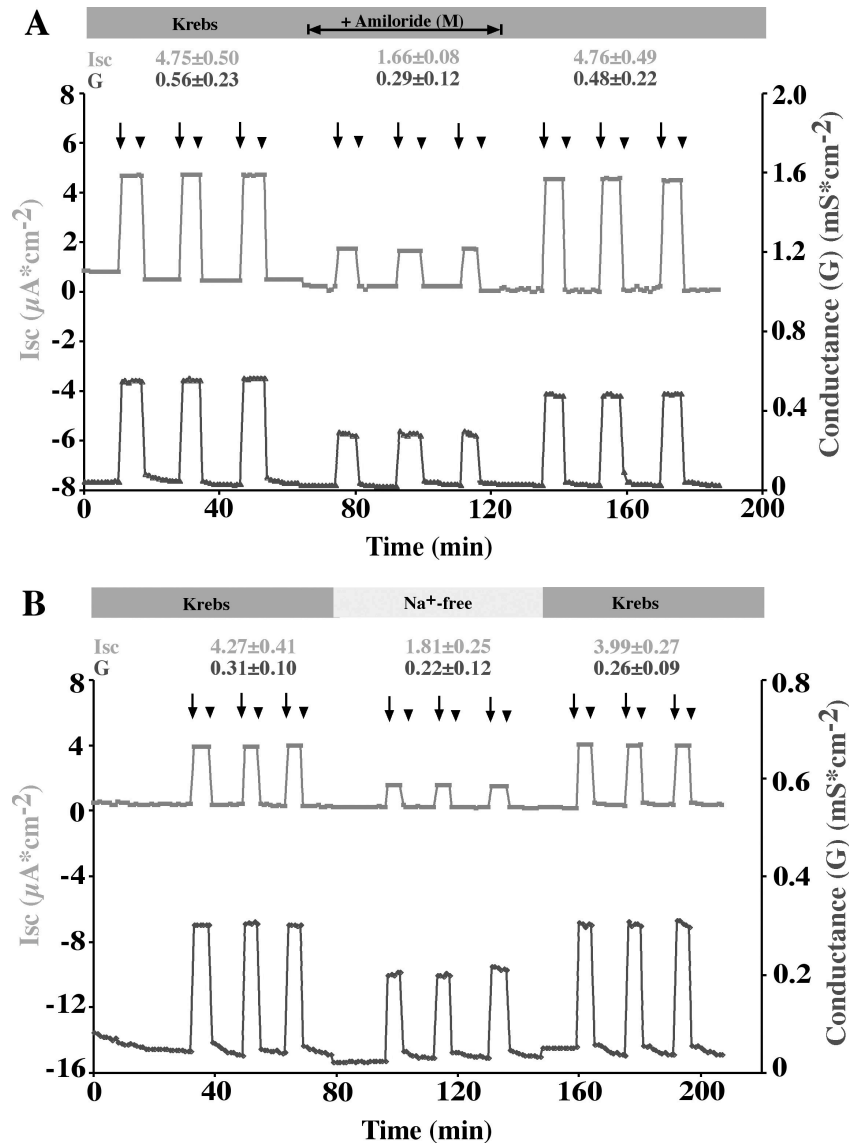 A
Krebs
+ Amiloride (M)
Isc 4.75±0.50 1.66±0.08 4.76±0.49
G 0.56±0.23 0.29±0.12 0.48±0.22
8 2.0
6
4 1.6
2 1.2
0
-2 0.8
-4
-6 0.4
-8 0
Isc (µA*cm-2)
Conductance (G) (mS*cm-2)
0 40 80 120 160 200
Time (min)
B
Krebs Na+-free Krebs
Isc 4.27±0.41 1.81±0.25 3.99±0.27
G 0.31±0.10 0.22±0.12 0.26±0.09
8 0.8
4
0 0.6
-4 0.4
-8
-12 0.2
-16 0
Isc (µA*cm-2)
Conductance (G) (mS*cm-2)
0 40 80 120 160 200
Time (min)